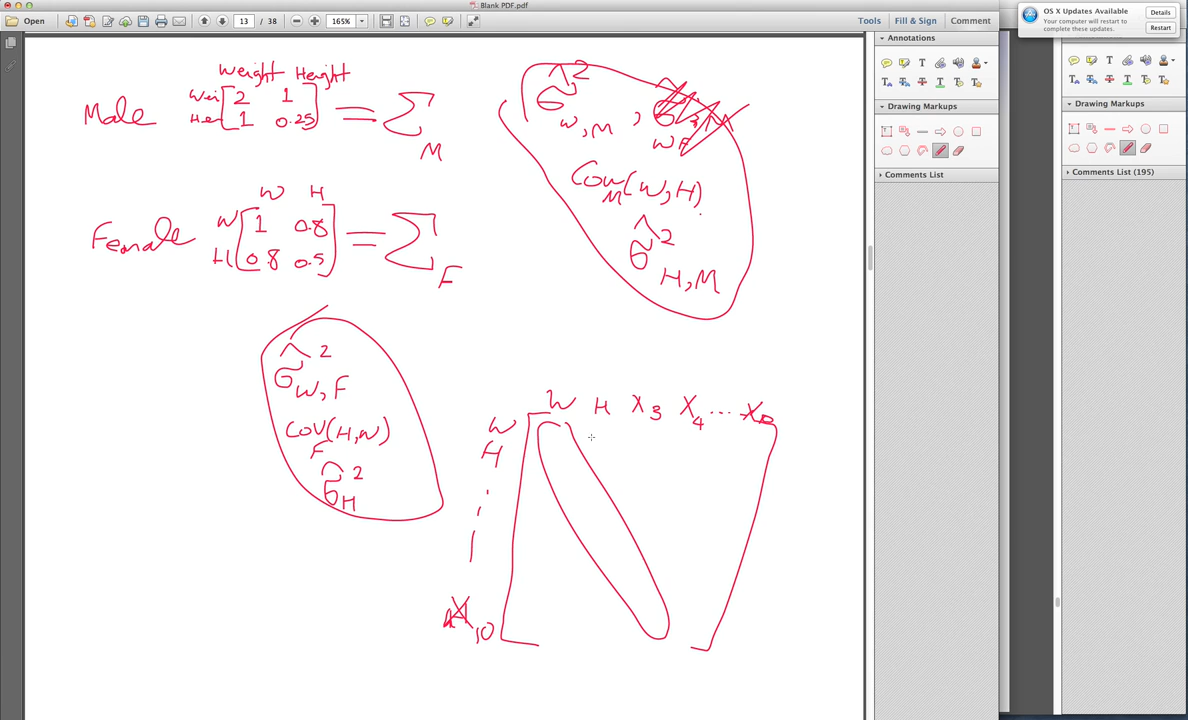 Blank PDF.pdf
OS X Updates Available
Your computer will restart to complete these updates.
Details
Restart
Open
13 / 38
165%
Tools
Fill & Sign
Comment
Annotations
Drawing Markups
Drawing Markups
Comments List
Comments List (195)
Weight Height
Male Wei [ 2 1 ] = Σ M
Hei [ 1 0.25 ]
σ̂² W,M ,
WF
Cov M (W,H)
σ̂² H,M
W H
Female W [ 1 0.8 ] = Σ F
H [ 0.8 0.5 ]
σ̂² W,F
COV F (H,W)
σ̂² H
W H X3 X4 ...
W
H
X10